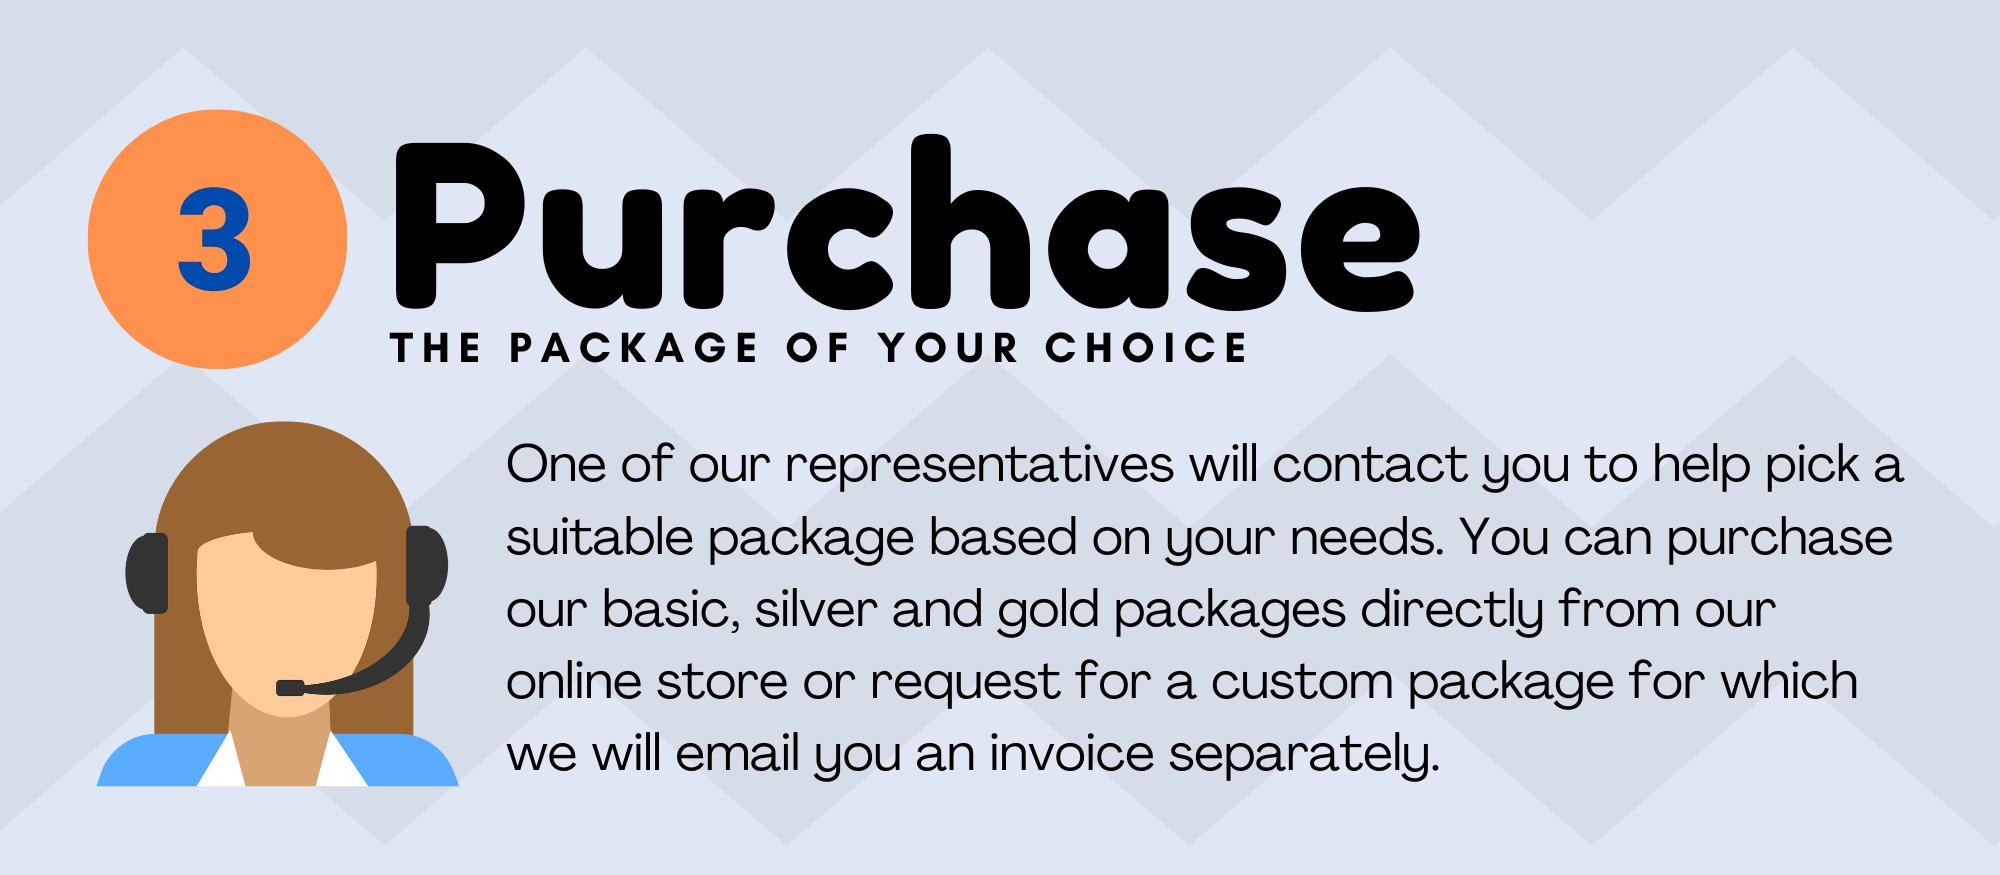 3
Purchase
THE PACKAGE OF YOUR CHOICE
One of our representatives will contact you to help pick a
suitable package based on your needs. You can purchase
our basic, silver and gold packages directly from our
online store or request for a custom package for which
we will email you an invoice separately.